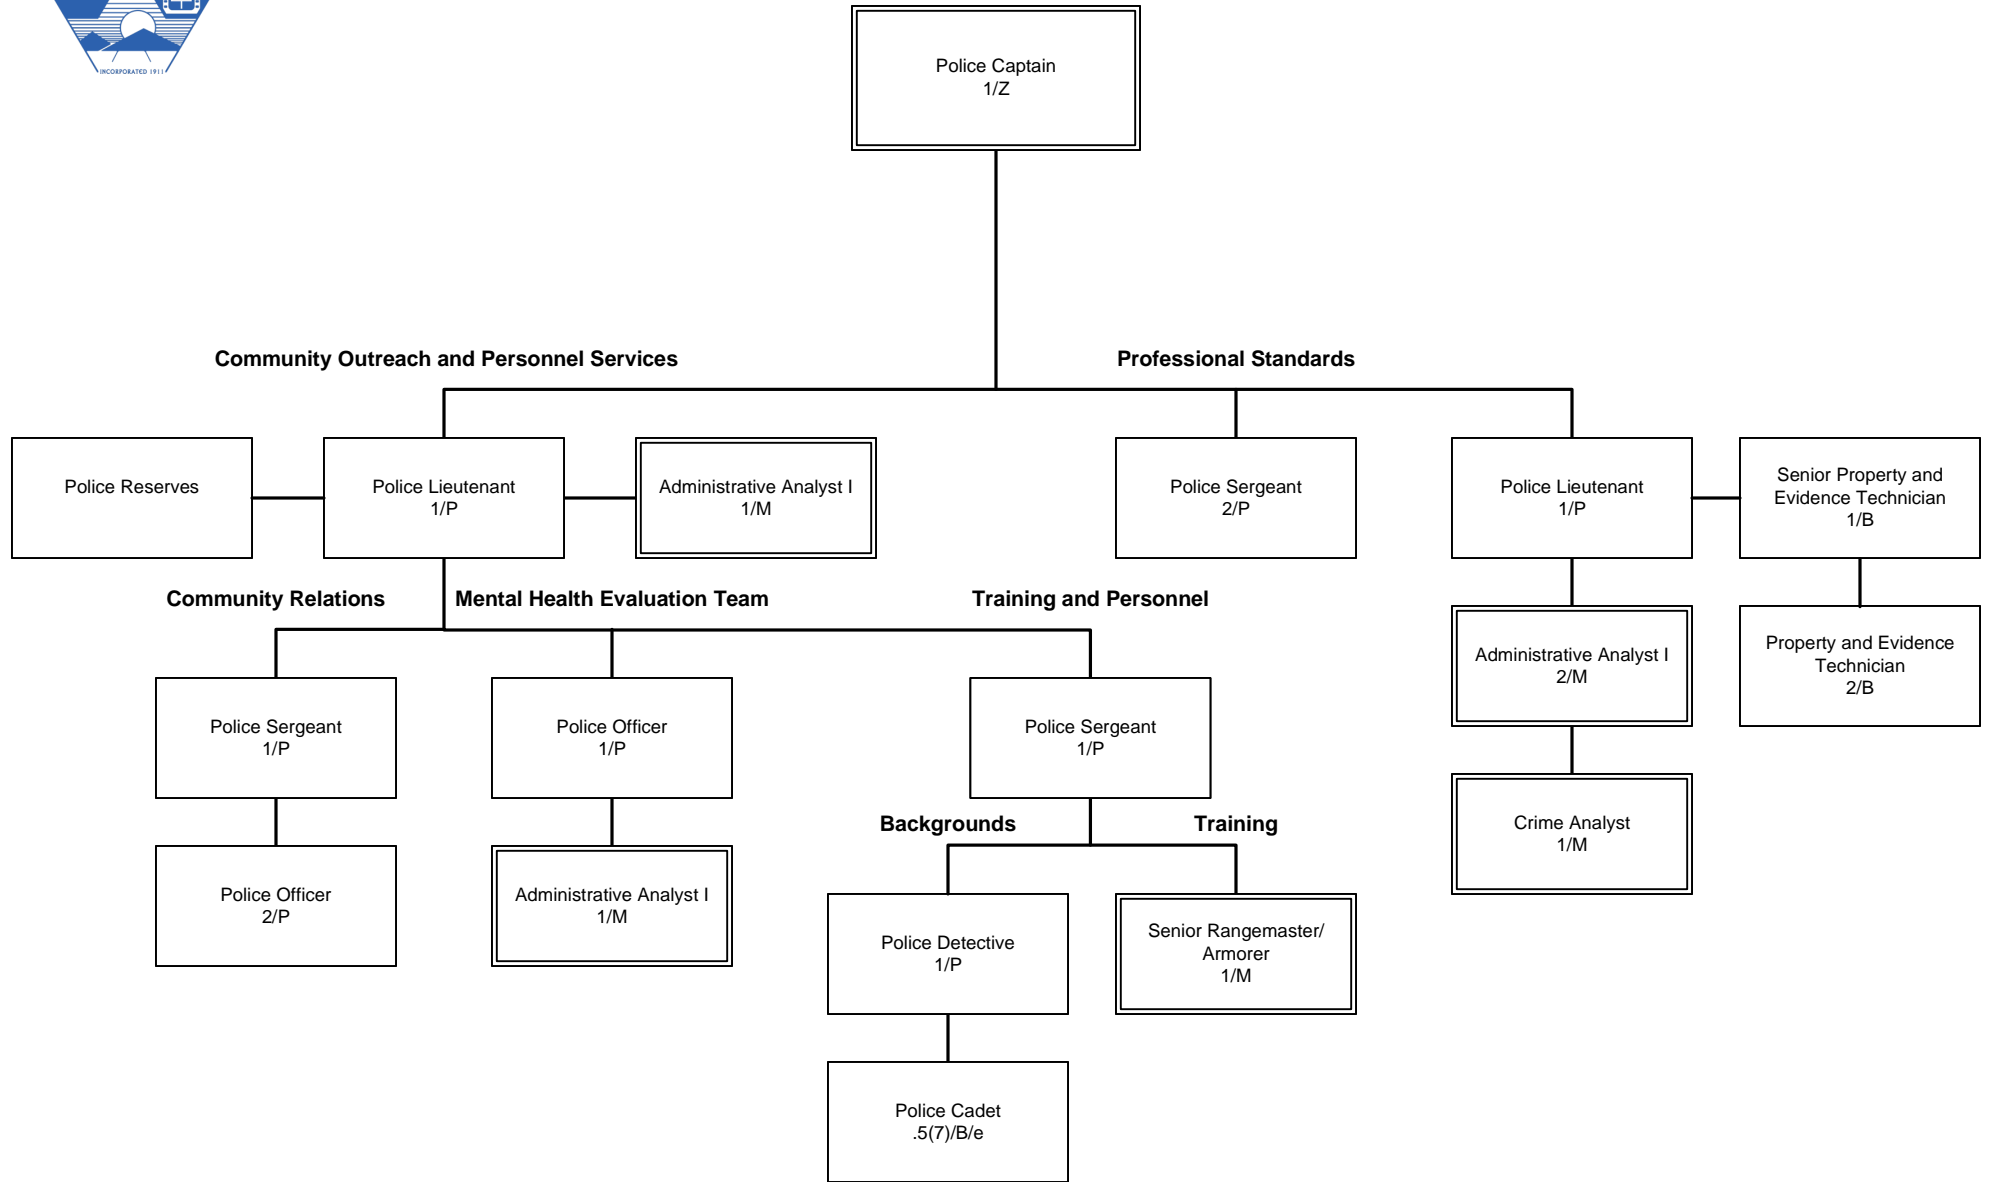 INCORPORATED 1911
Police Captain
1/Z
Community Outreach and Personnel Services
Professional Standards
Police Reserves
Police Lieutenant
1/P
Administrative Analyst I
1/M
Police Sergeant
2/P
Police Lieutenant
1/P
Senior Property and
Evidence Technician
1/B
Community Relations
Mental Health Evaluation Team
Training and Personnel
Police Sergeant
1/P
Police Officer
1/P
Police Sergeant
1/P
Administrative Analyst I
2/M
Property and Evidence
Technician
2/B
Backgrounds
Training
Police Officer
2/P
Administrative Analyst I
1/M
Police Detective
1/P
Senior Rangemaster/
Armorer
1/M
Crime Analyst
1/M
Police Cadet
.5(7)/B/e